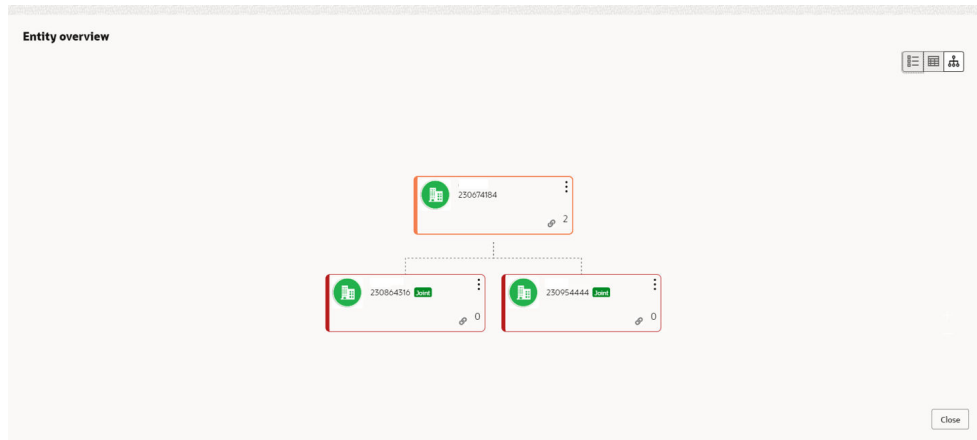 Entity overview
230674184
2
230864316 Joint
0
230954444 Joint
0
Close